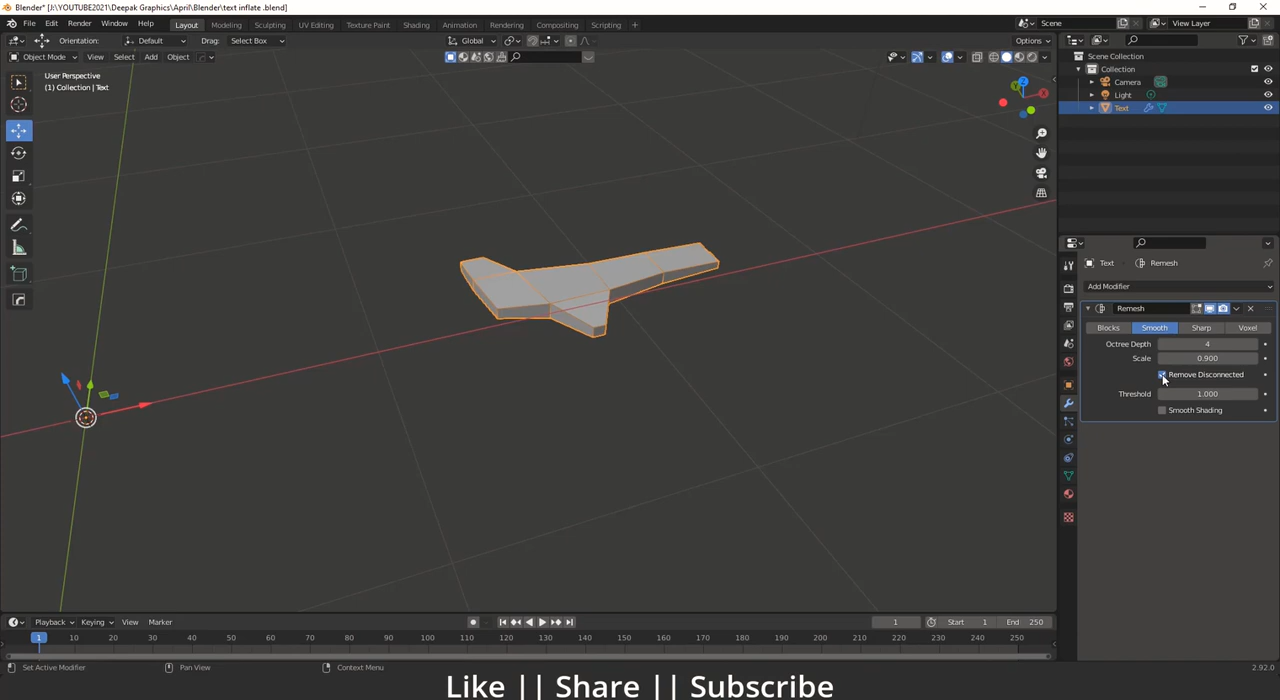 Blender* [J:\YOUTUBE2021\Deepak Graphics\April\Blender\text inflate .blend]
File Edit Render Window Help Layout Modeling Sculpting UV Editing Texture Paint Shading Animation Rendering Compositing Scripting + Scene View Layer
Orientation: Default Drag: Select Box Global Options
Object Mode View Select Add Object
User Perspective
(1) Collection | Text
Scene Collection
Collection
Camera
Light
Text
Text Remesh
Add Modifier
Remesh
Blocks Smooth Sharp Voxel
Octree Depth 4
Scale 0.900
Remove Disconnected
Threshold 1.000
Smooth Shading
Playback Keying View Marker 1 Start 1 End 250
1 10 20 30 40 50 60 70 80 90 100 110 120 130 140 150 160 170 180 190 200 210 220 230 240 250
Set Active Modifier Pan View Context Menu 2.92.0
Like || Share || Subscribe